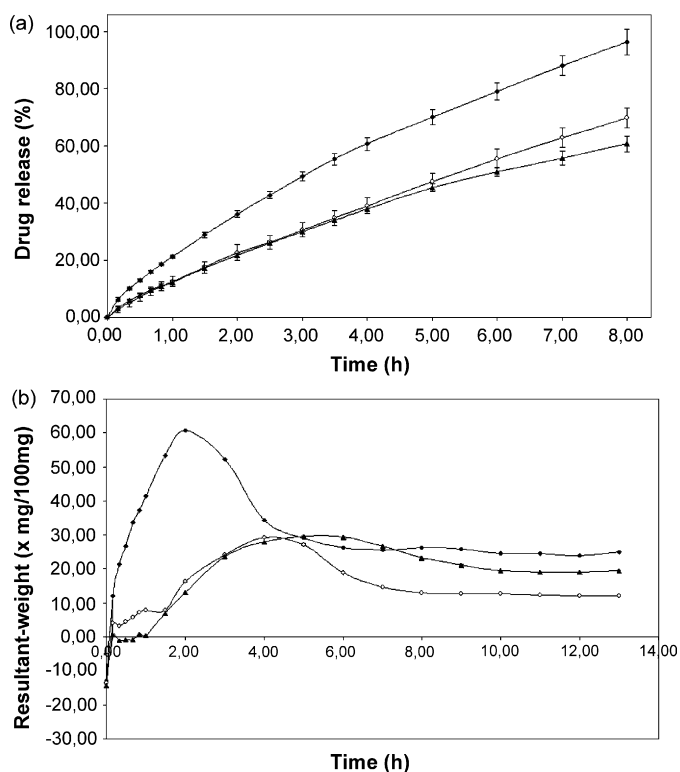 (a)
100,00
80,00
60,00
40,00
20,00
0,00
Drug release (%)
0,00 1,00 2,00 3,00 4,00 5,00 6,00 7,00 8,00
Time (h)
(b)
70,00
60,00
50,00
40,00
30,00
20,00
10,00
0,00
-10,00
-20,00
-30,00
Resultant-weight (x mg/100mg)
0,00 2,00 4,00 6,00 8,00 10,00 12,00 14,00
Time (h)